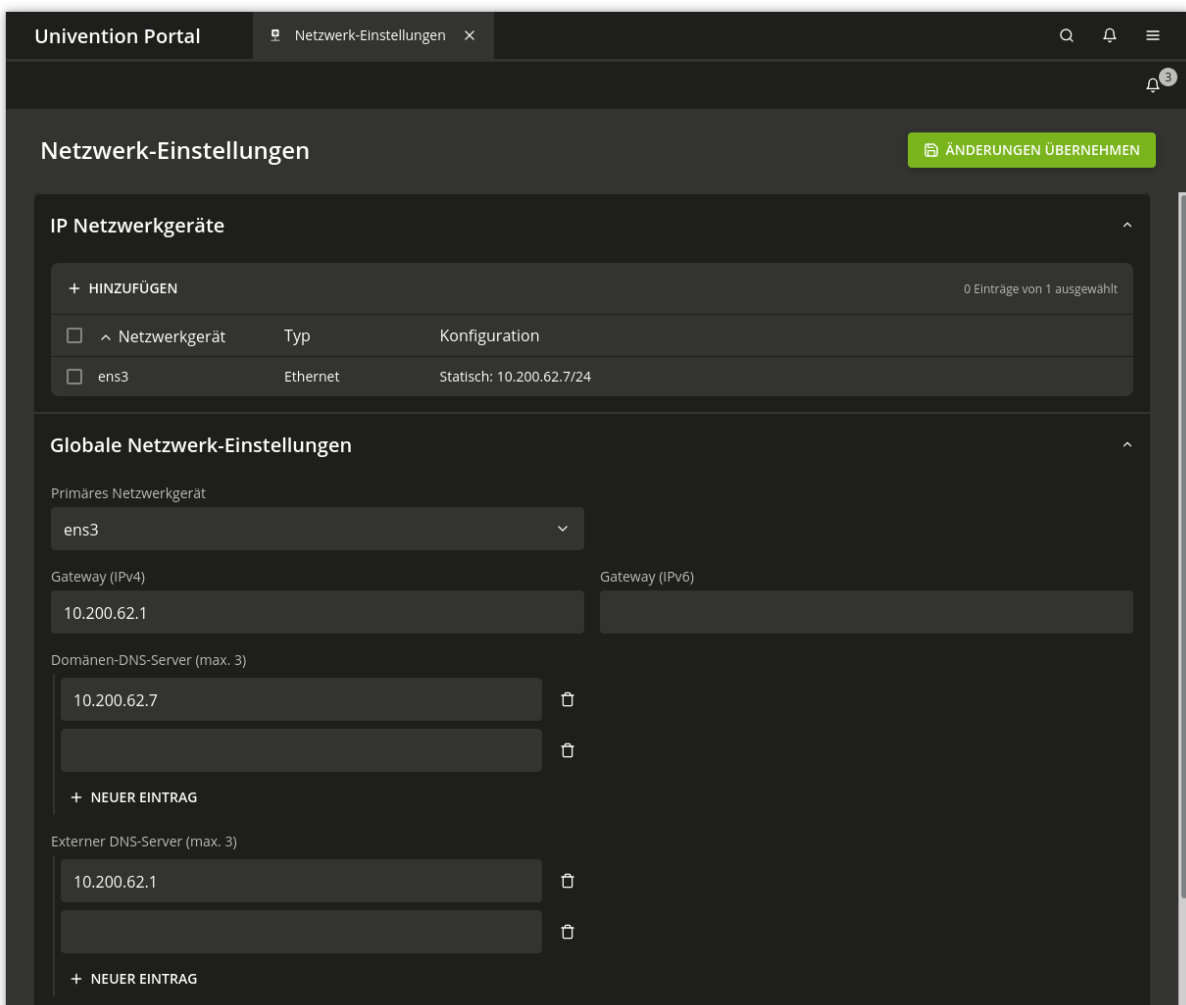 Univention Portal
Netzwerk-Einstellungen
3
Netzwerk-Einstellungen
ÄNDERUNGEN ÜBERNEHMEN
IP Netzwerkgeräte
HINZUFÜGEN
0 Einträge von 1 ausgewählt
Netzwerkgerät Typ Konfiguration
ens3 Ethernet Statisch: 10.200.62.7/24
Globale Netzwerk-Einstellungen
Primäres Netzwerkgerät
ens3
Gateway (IPv4) Gateway (IPv6)
10.200.62.1
Domänen-DNS-Server (max. 3)
10.200.62.7
+ NEUER EINTRAG
Externer DNS-Server (max. 3)
10.200.62.1
+ NEUER EINTRAG